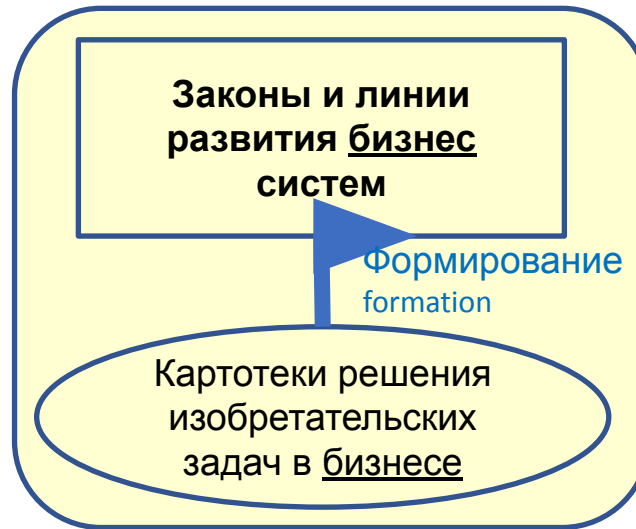 Законы и линии
развития бизнес
систем
Формирование
formation
Картотеки решения
изобретательских
задач в бизнесе